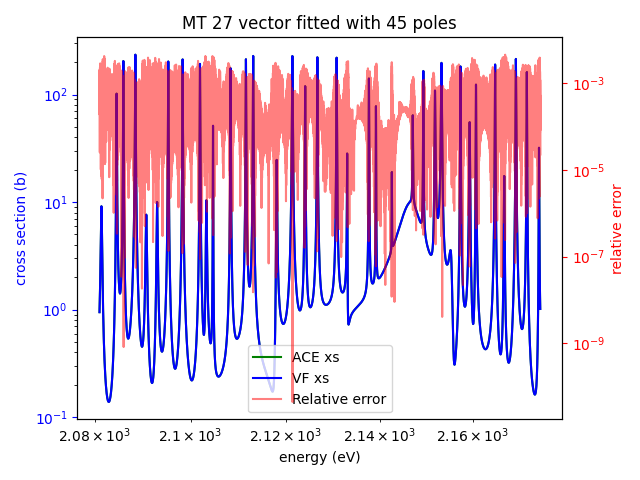 MT 27 vector fitted with 45 poles
10²
10¹
10⁰
10⁻¹
cross section (b)
10⁻³
10⁻⁵
10⁻⁷
10⁻⁹
relative error
ACE xs
VF xs
Relative error
2.08 × 10³ 2.1 × 10³ 2.12 × 10³ 2.14 × 10³ 2.16 × 10³
energy (eV)